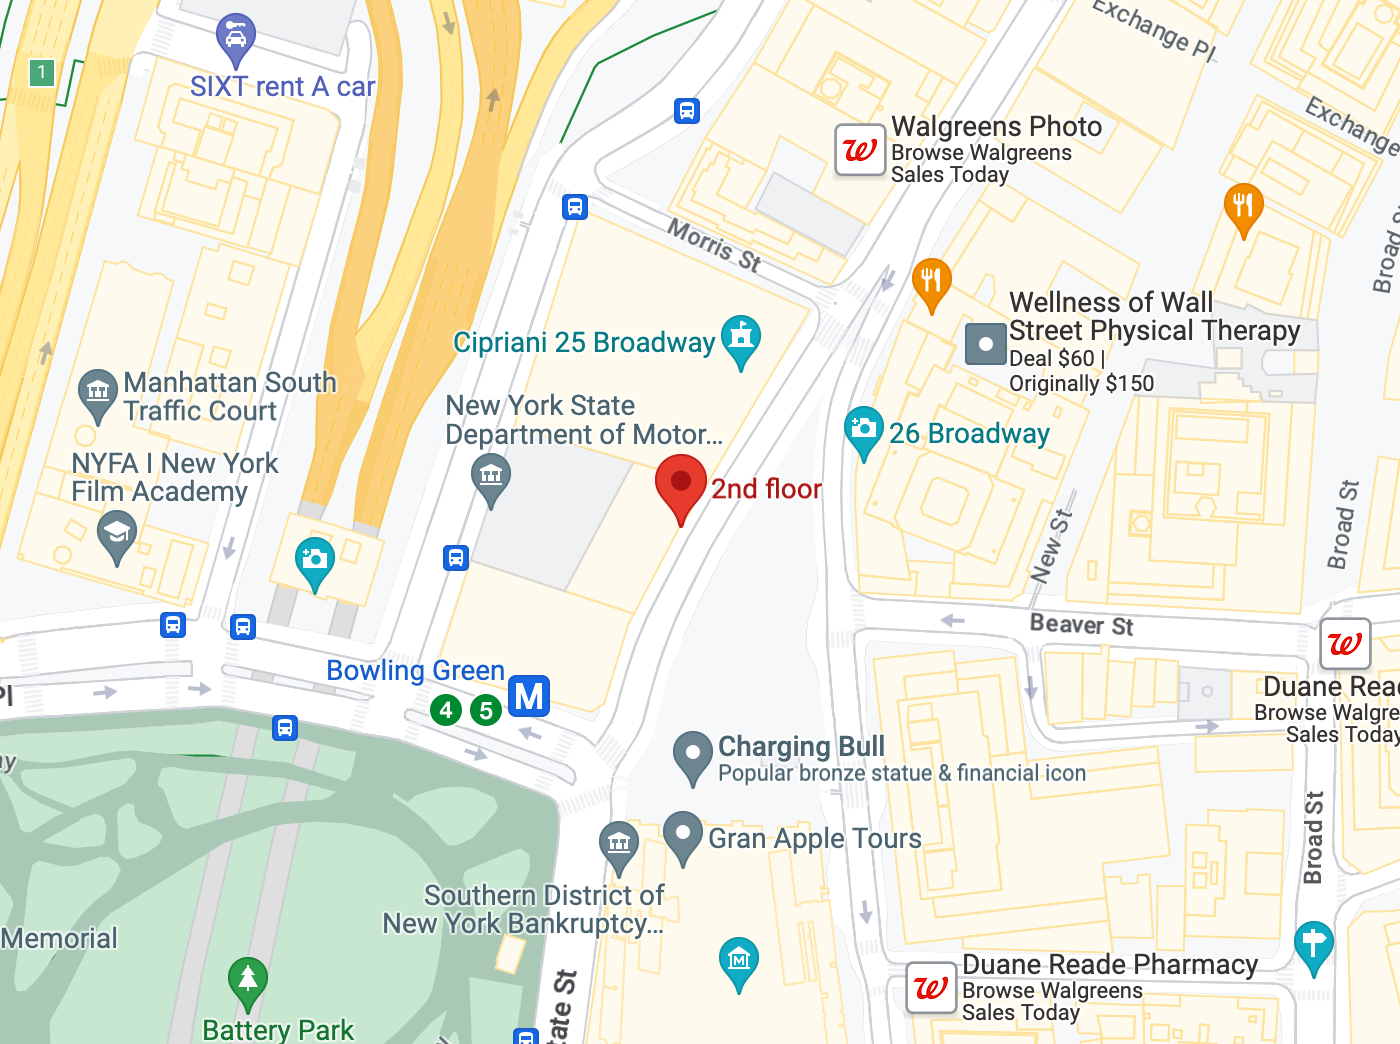 Exchange Pl
1
SIXT rent A car
Walgreens Photo
Browse Walgreens
Sales Today
Exchange
Morris St
Broad
Wellness of Wall
Street Physical Therapy
Deal $60 |
Originally $150
Cipriani 25 Broadway
Manhattan South
Traffic Court
New York State
Department of Motor...
26 Broadway
NYFA I New York
Film Academy
2nd floor
New St
Broad St
Beaver St
Bowling Green
M
4 5
Pl
Duane Rea
Browse Walgre
Sales Today
Charging Bull
Popular bronze statue & financial icon
ay
Broad St
Gran Apple Tours
Southern District of
New York Bankruptcy...
Memorial
M
Duane Reade Pharmacy
Browse Walgreens
Sales Today
tate St
Battery Park